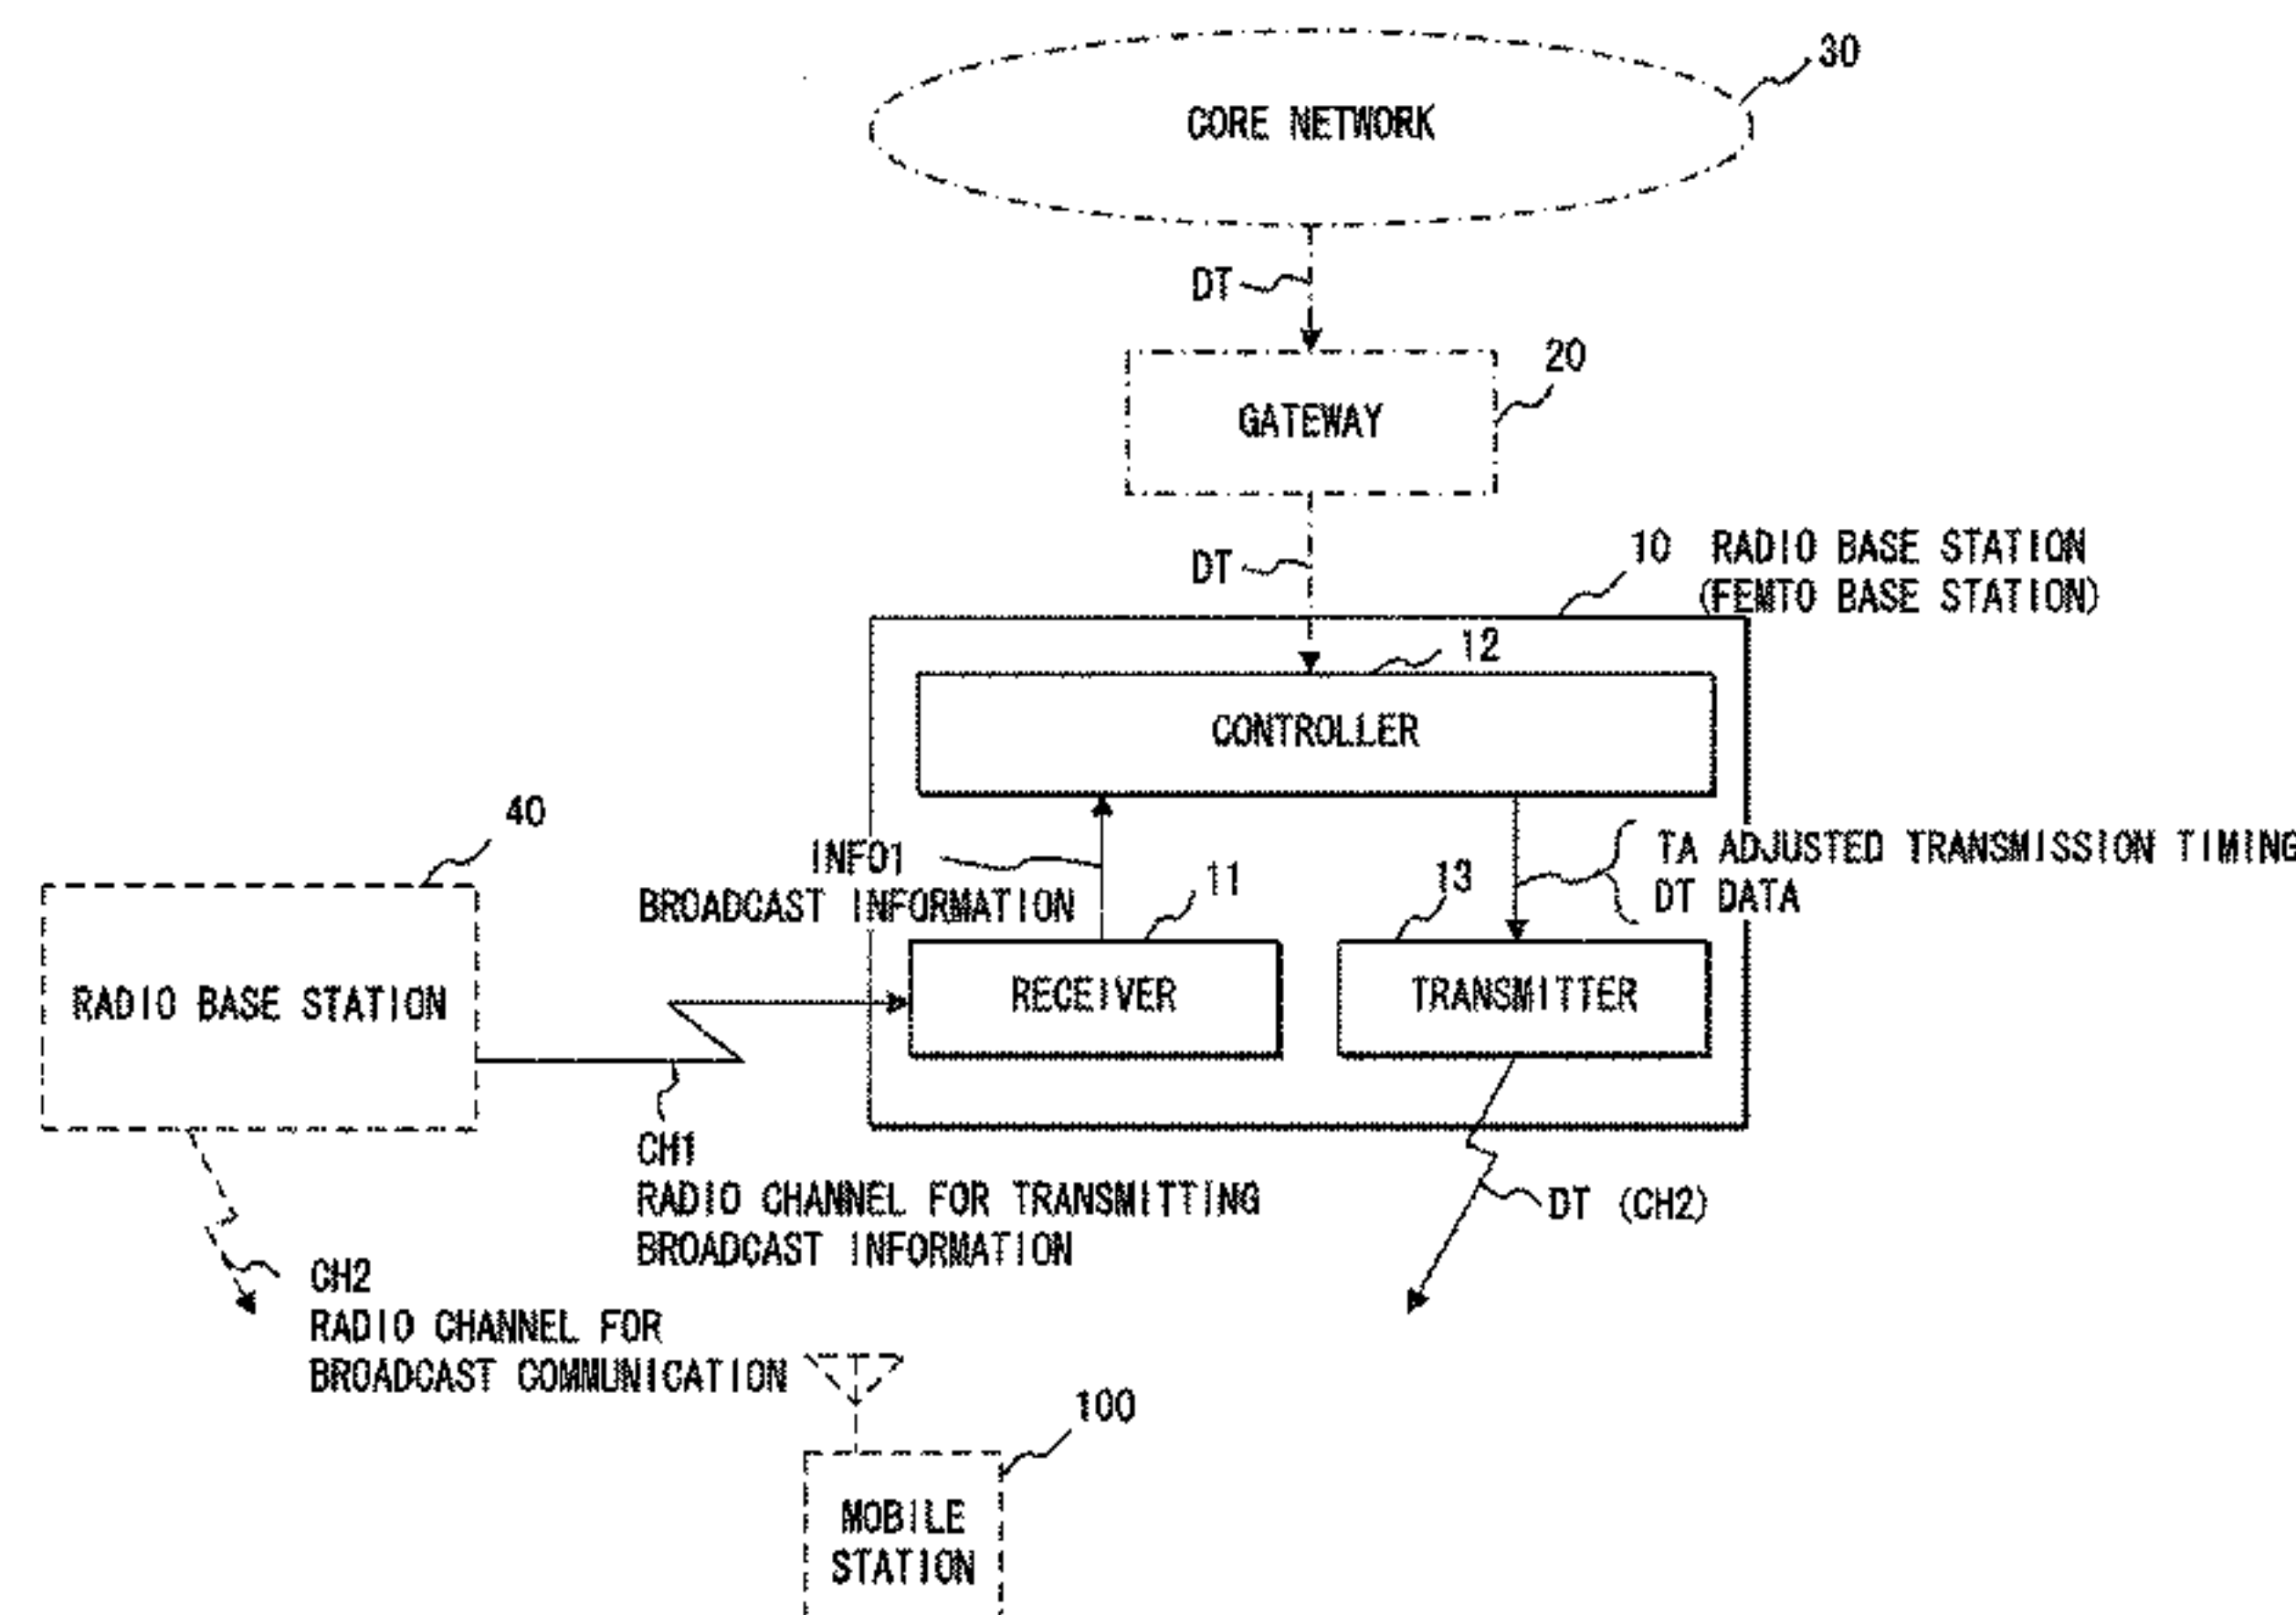 30
CORE NETWORK
DT
20
GATEWAY
DT
10 RADIO BASE STATION
(FEMTO BASE STATION)
12
CONTROLLER
40
INFO1
BROADCAST INFORMATION
11
13
TA ADJUSTED TRANSMISSION TIMING
DT DATA
RADIO BASE STATION
RECEIVER
TRANSMITTER
CH1
RADIO CHANNEL FOR TRANSMITTING
BROADCAST INFORMATION
DT (CH2)
CH2
RADIO CHANNEL FOR
BROADCAST COMMUNICATION
100
MOBILE
STATION